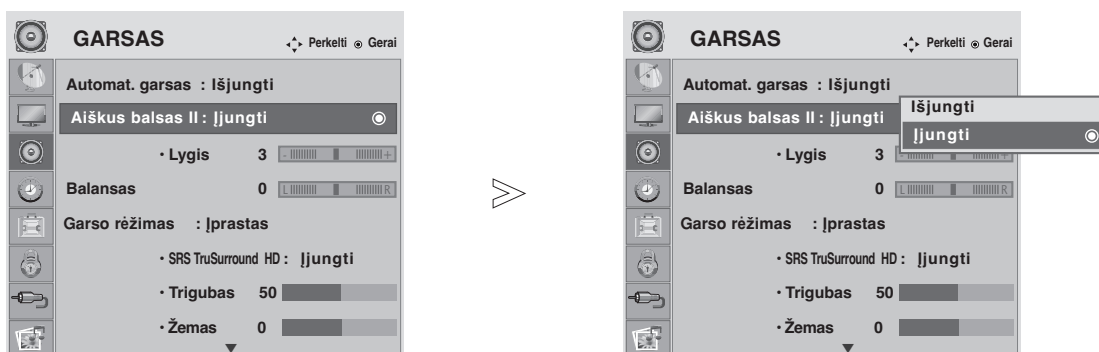 GARSAS
Perkelti Gerai
Automat. garsas : Išjungti
Aiškus balsas II : Įjungti
• Lygis 3 - +
Balansas 0 L R
Garso rėžimas : Įprastas
• SRS TruSurround HD : Įjungti
• Trigubas 50
• Žemas 0
GARSAS
Perkelti Gerai
Automat. garsas : Išjungti
Aiškus balsas II : Įjungti
Išjungti
Įjungti
• Lygis 3 - +
Balansas 0 L R
Garso rėžimas : Įprastas
• SRS TruSurround HD : Įjungti
• Trigubas 50
• Žemas 0